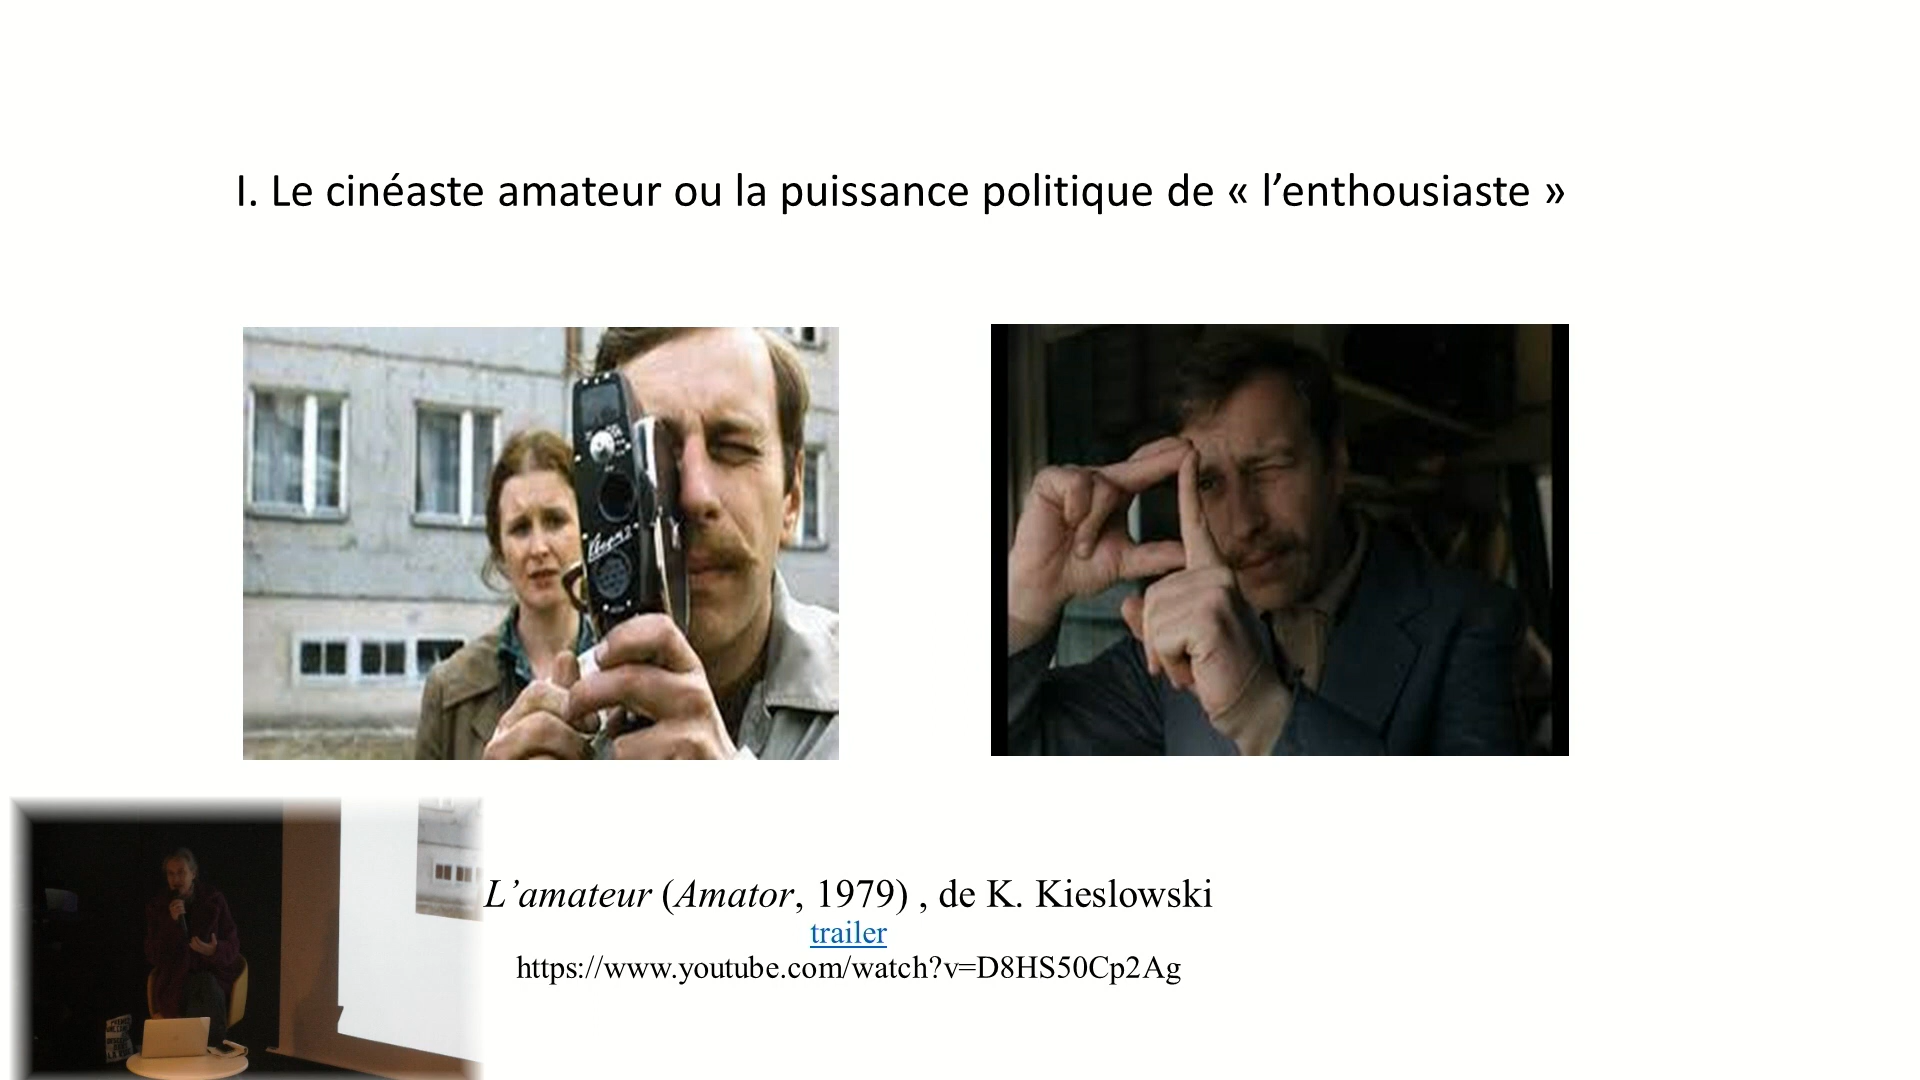 I. Le cinéaste amateur ou la puissance politique de « l’enthousiaste »
L’amateur (Amator, 1979) , de K. Kieslowski
trailer
https://www.youtube.com/watch?v=D8HS50Cp2Ag